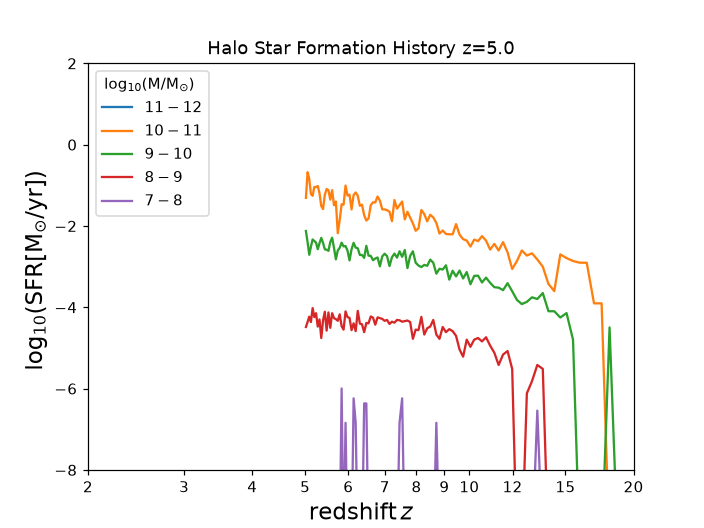 Halo Star Formation History z=5.0
log₁₀(M/M⊙)
11 − 12
10 − 11
9 − 10
8 − 9
7 − 8
log₁₀(SFR[M⊙/yr])
2
0
−2
−4
−6
−8
2 3 4 5 6 7 8 9 10 12 15 20
redshift z